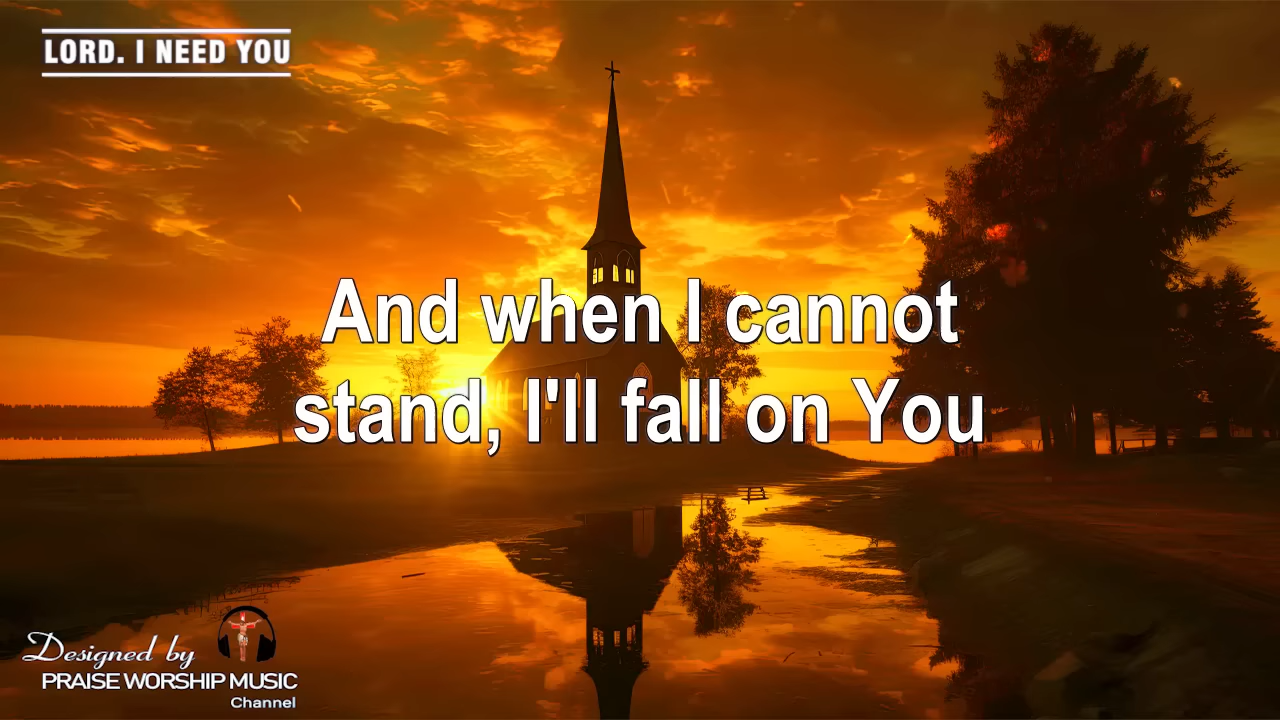 LORD. I NEED YOU
And when I cannot
stand, I'll fall on You
Designed by
PRAISE WORSHIP MUSIC
Channel